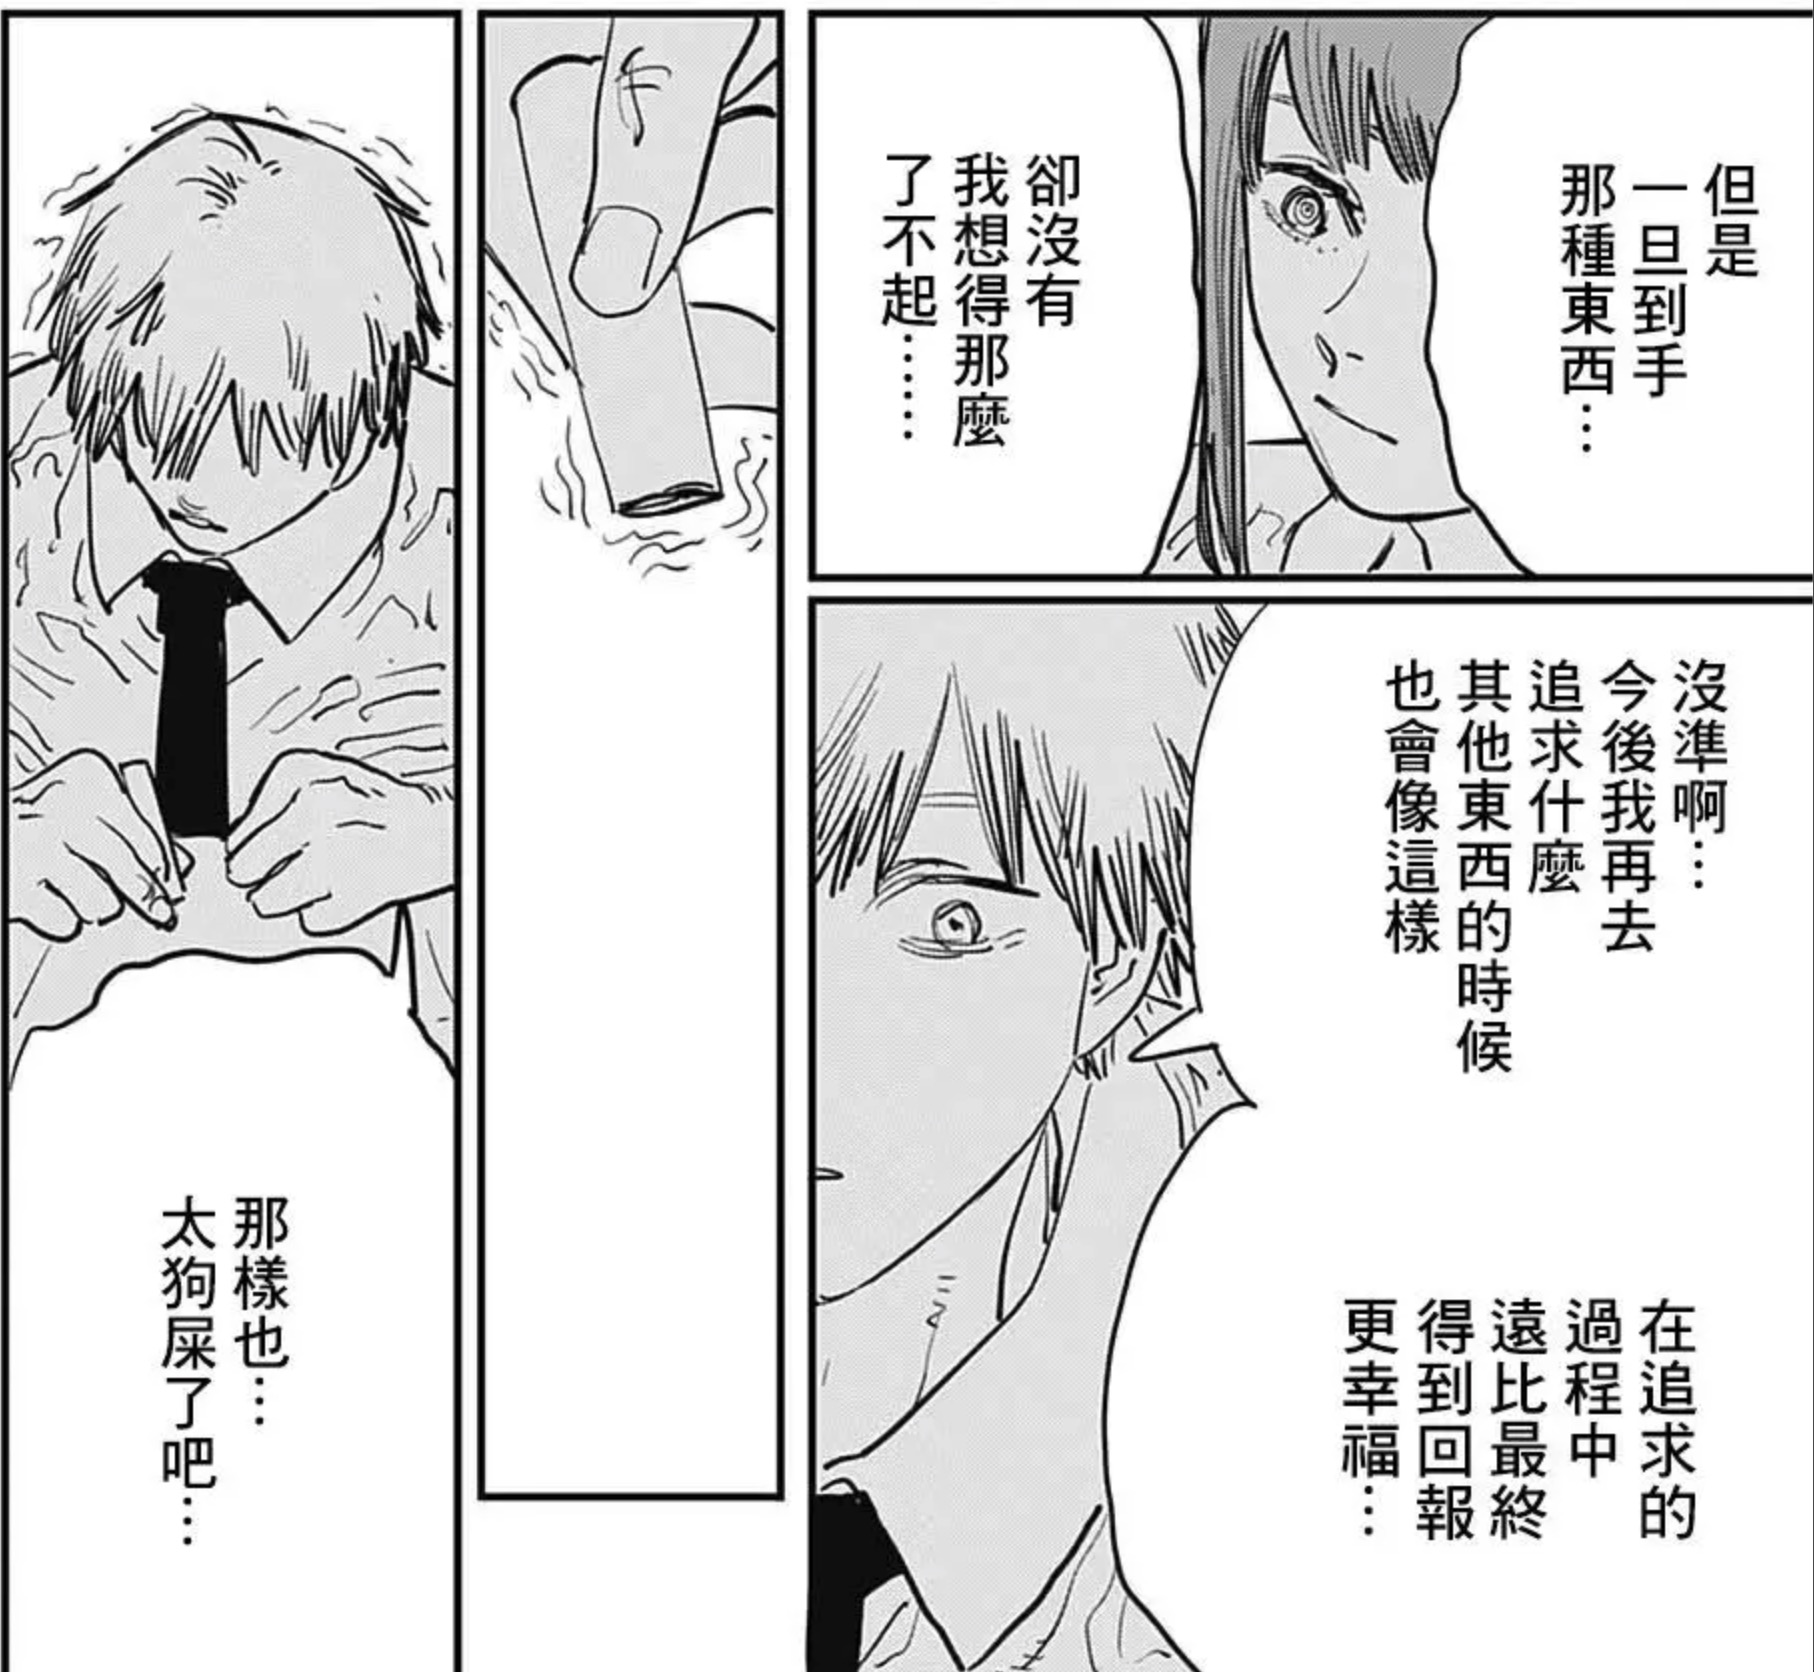 但是
一旦到手
那種東西…
卻沒有
我想得那麼
了不起……
沒準啊…
今後我再去
追求什麼
其他東西的時候
也會像這樣
在追求的
過程中
遠比最終
得到回報
更幸福…
那樣也…
太狗屎了吧…